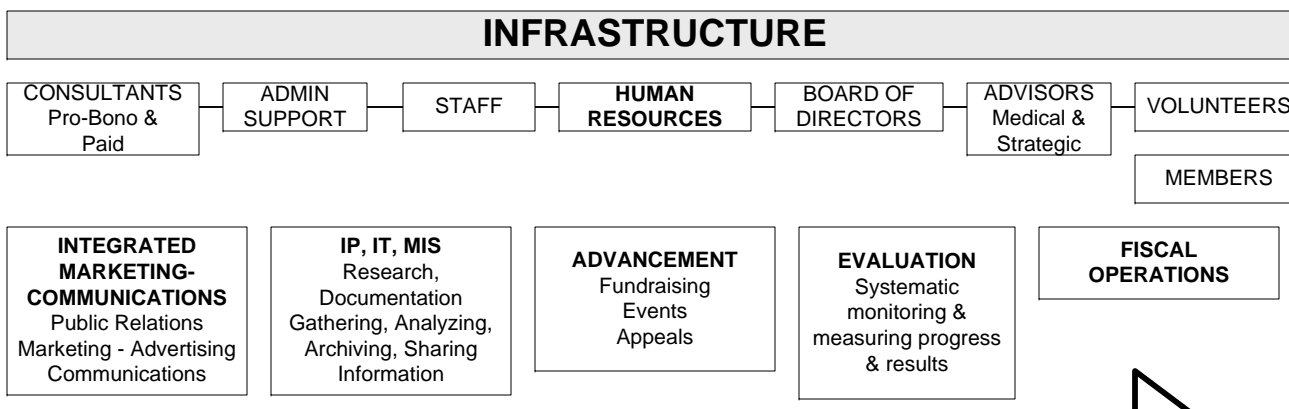 INFRASTRUCTURE
CONSULTANTS
Pro-Bono &
Paid
ADMIN
SUPPORT
STAFF
HUMAN
RESOURCES
BOARD OF
DIRECTORS
ADVISORS
Medical &
Strategic
VOLUNTEERS
MEMBERS
INTEGRATED
MARKETING-
COMMUNICATIONS
Public Relations
Marketing - Advertising
Communications
IP, IT, MIS
Research,
Documentation
Gathering, Analyzing,
Archiving, Sharing
Information
ADVANCEMENT
Fundraising
Events
Appeals
EVALUATION
Systematic
monitoring &
measuring progress
& results
FISCAL
OPERATIONS